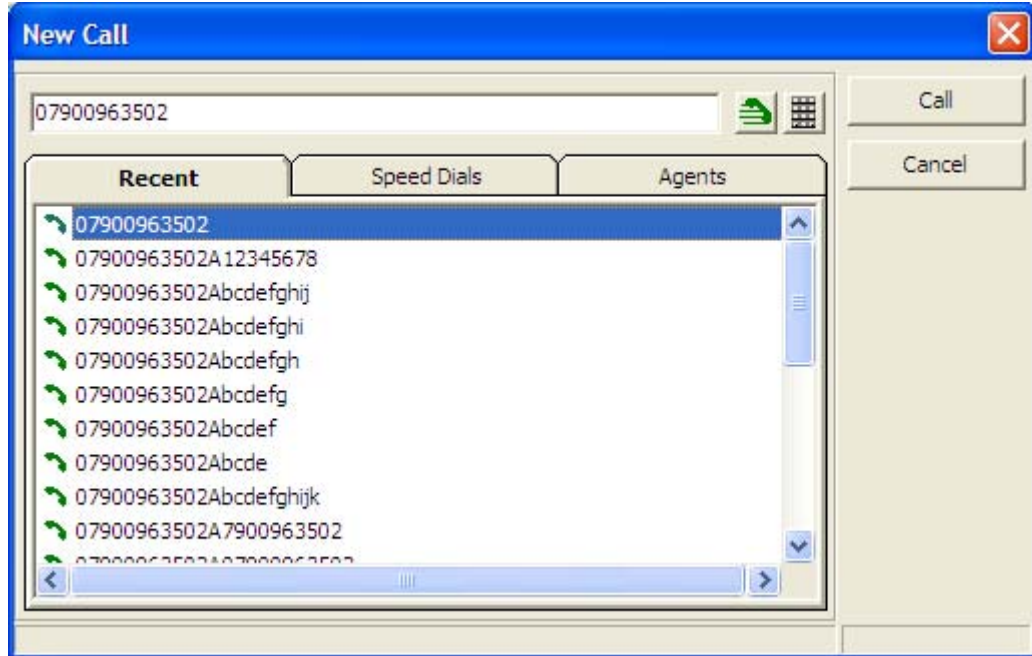 New Call
07900963502
Call
Cancel
Recent Speed Dials Agents
07900963502
07900963502A12345678
07900963502Abcdefghij
07900963502Abcdefghi
07900963502Abcdefgh
07900963502Abcdefg
07900963502Abcdef
07900963502Abcde
07900963502Abcdefghijk
07900963502A7900963502